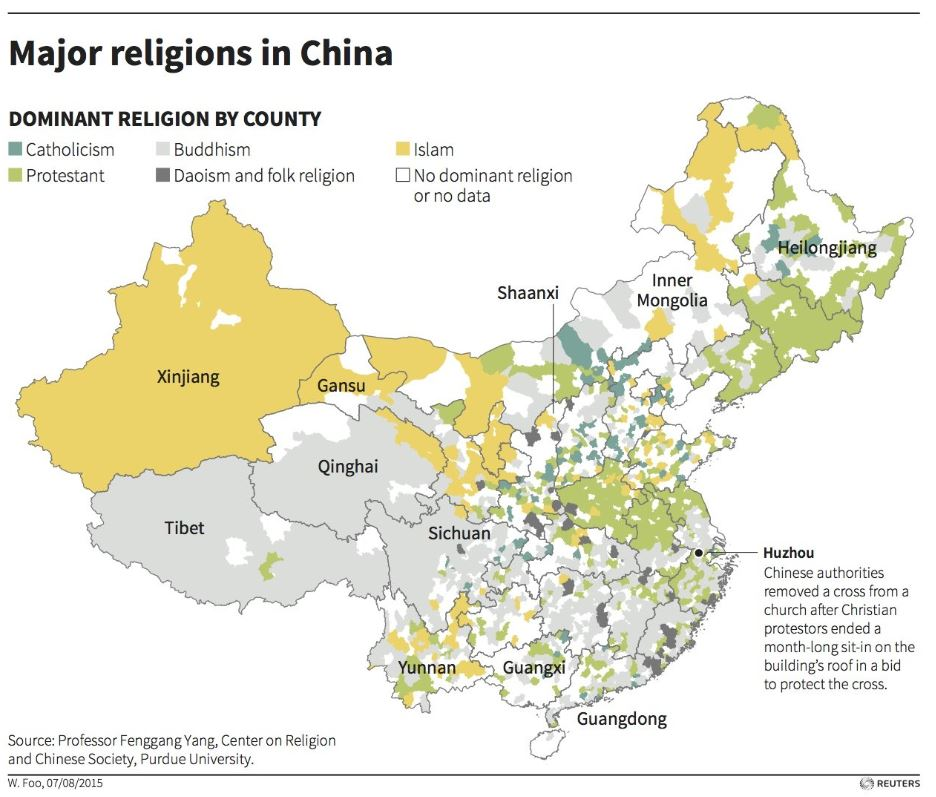 Major religions in China
DOMINANT RELIGION BY COUNTY
Catholicism
Buddhism
Islam
Protestant
Daoism and folk religion
No dominant religion
or no data
Heilongjiang
Shaanxi
Inner
Mongolia
Xinjiang
Gansu
Qinghai
Tibet
Sichuan
Huzhou
Chinese authorities
removed a cross from a
church after Christian
protestors ended a
month-long sit-in on the
building's roof in a bid
to protect the cross.
Yunnan
Guangxi
Guangdong
Source: Professor Fenggang Yang, Center on Religion
and Chinese Society, Purdue University.
W. Foo, 07/08/2015
REUTERS